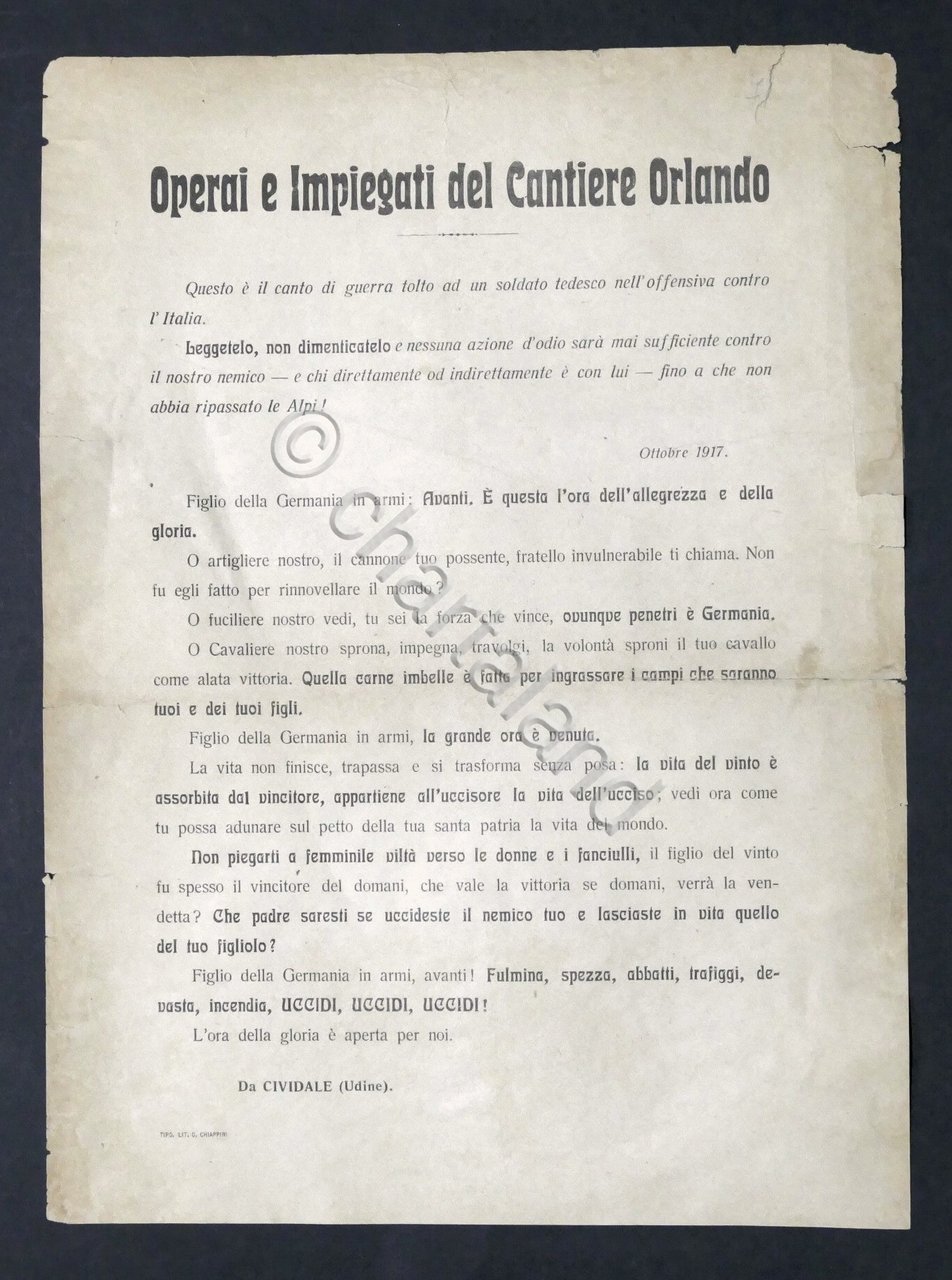 Operai e Impiegati del Cantiere Orlando
Questo è il canto di guerra tolto ad un soldato tedesco nell'offensiva contro
l'Italia.
Leggetelo, non dimenticatelo e nessuna azione d'odio sarà mai sufficiente contro
il nostro nemico — e chi direttamente od indirettamente è con lui — fino a che non
abbia ripassato le Alpi!
Ottobre 1917.
Figlio della Germania in armi: Avanti. È questa l'ora dell'allegrezza e della
gloria.
O artigliere nostro, il cannone tuo possente, fratello invulnerabile ti chiama. Non
fu egli fatto per rinnovellare il mondo?
O fuciliere nostro vedi, tu sei la forza che vince, ovunque penetri è Germania.
O Cavaliere nostro sprona, impegna, travolgi, la volontà sproni il tuo cavallo
come alata vittoria. Quella carne imbelle è fatta per ingrassare i campi che saranno
tuoi e dei tuoi figli.
Figlio della Germania in armi, la grande ora è venuta.
La vita non finisce, trapassa e si trasforma senza posa: la vita del vinto è
assorbita dal vincitore, appartiene all'uccisore la vita dell'ucciso; vedi ora come
tu possa adunare sul petto della tua santa patria la vita del mondo.
Non piegarti a femminile viltà verso le donne e i fanciulli, il figlio del vinto
fu spesso il vincitore del domani, che vale la vittoria se domani, verrà la ven-
detta? Che padre saresti se uccideste il nemico tuo e lasciaste in vita quello
del tuo figliolo?
Figlio della Germania in armi, avanti! Fulmina, spezza, abbatti, trafiggi, de-
vasta, incendia, UCCIDI, UCCIDI, UCCIDI!
L'ora della gloria è aperta per noi.
Da CIVIDALE (Udine).
TIPO. LIT. G. CHIAPPINI
© chartaland